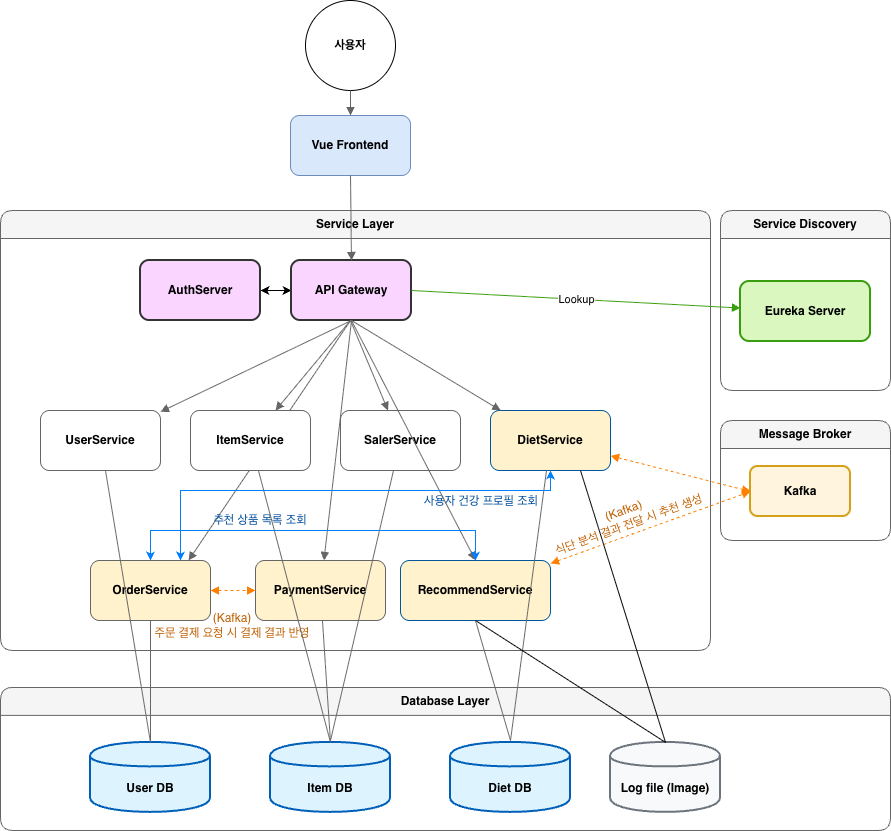 사용자
Vue Frontend
Service Layer
Service Discovery
AuthServer
API Gateway
Lookup
Eureka Server
UserService
ItemService
SalerService
DietService
Message Broker
Kafka
사용자 건강 프로필 조회
추천 상품 목록 조회
(Kafka)
식단 분석 결과 전달 시 추천 생성
OrderService
PaymentService
RecommendService
(Kafka)
주문 결제 요청 시 결제 결과 반영
Database Layer
User DB
Item DB
Diet DB
Log file (Image)